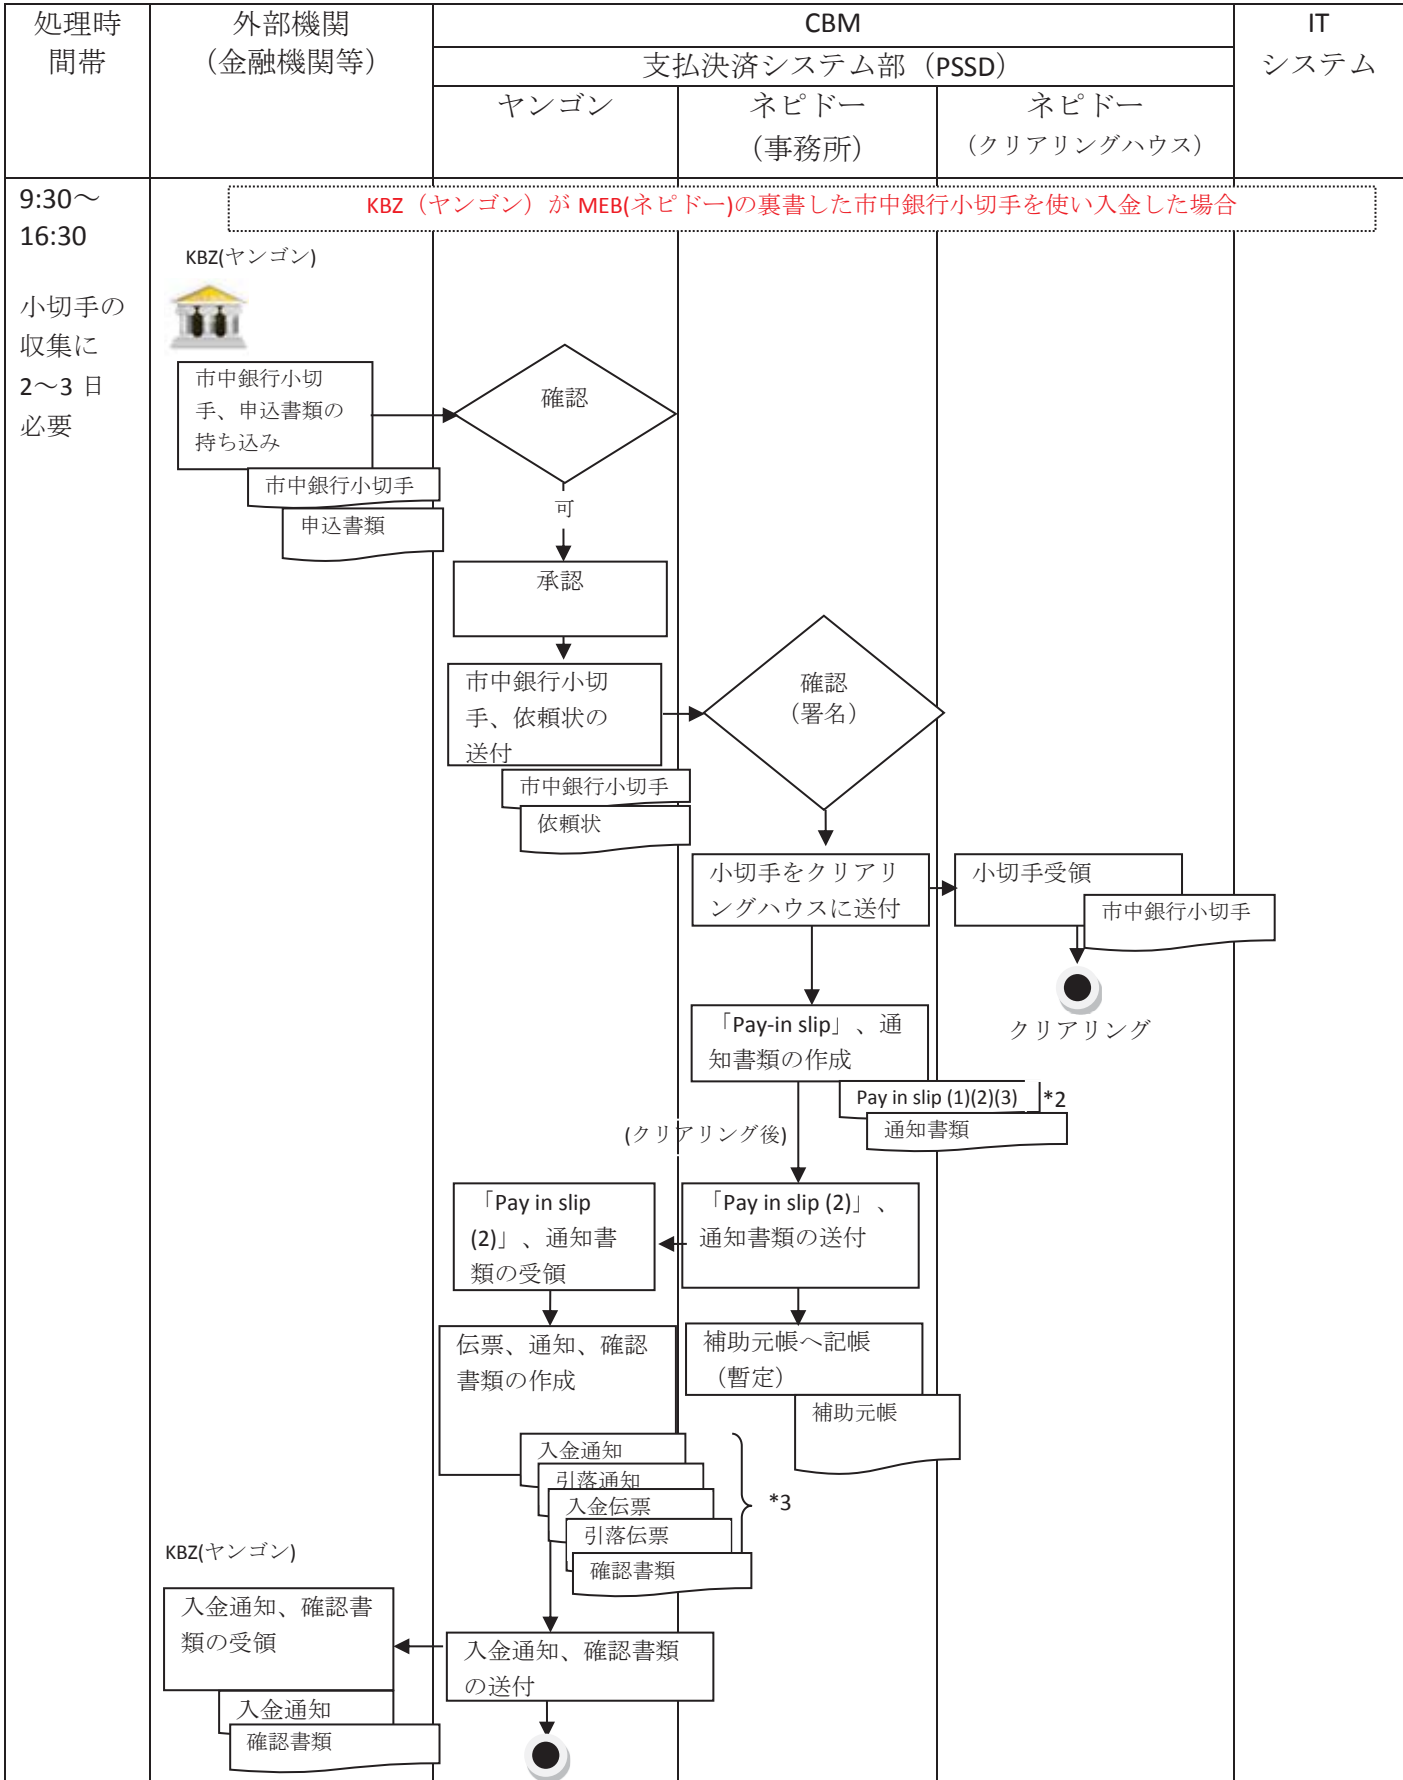 処理時
間帯
外部機関
（金融機関等）
CBM
IT
システム
支払決済システム部（PSSD）
ヤンゴン
ネピドー
（事務所）
ネピドー
（クリアリングハウス）
9:30～
16:30
小切手の
収集に
2～3 日
必要
KBZ（ヤンゴン）が MEB(ネピドー)の裏書した市中銀行小切手を使い入金した場合
KBZ(ヤンゴン)
市中銀行小切
手、申込書類の
持ち込み
市中銀行小切手
申込書類
確認
可
承認
市中銀行小切
手、依頼状の
送付
市中銀行小切手
依頼状
確認
（署名）
小切手をクリアリ
ングハウスに送付
小切手受領
市中銀行小切手
クリアリング
「Pay-in slip」、通
知書類の作成
Pay in slip (1)(2)(3)
*2
通知書類
(クリアリング後)
「Pay in slip
(2)」、通知書
類の受領
「Pay in slip (2)」、
通知書類の送付
伝票、通知、確認
書類の作成
補助元帳へ記帳
（暫定）
補助元帳
入金通知
引落通知
入金伝票
引落伝票
確認書類
*3
KBZ(ヤンゴン)
入金通知、確認書
類の受領
入金通知
確認書類
入金通知、確認書類
の送付